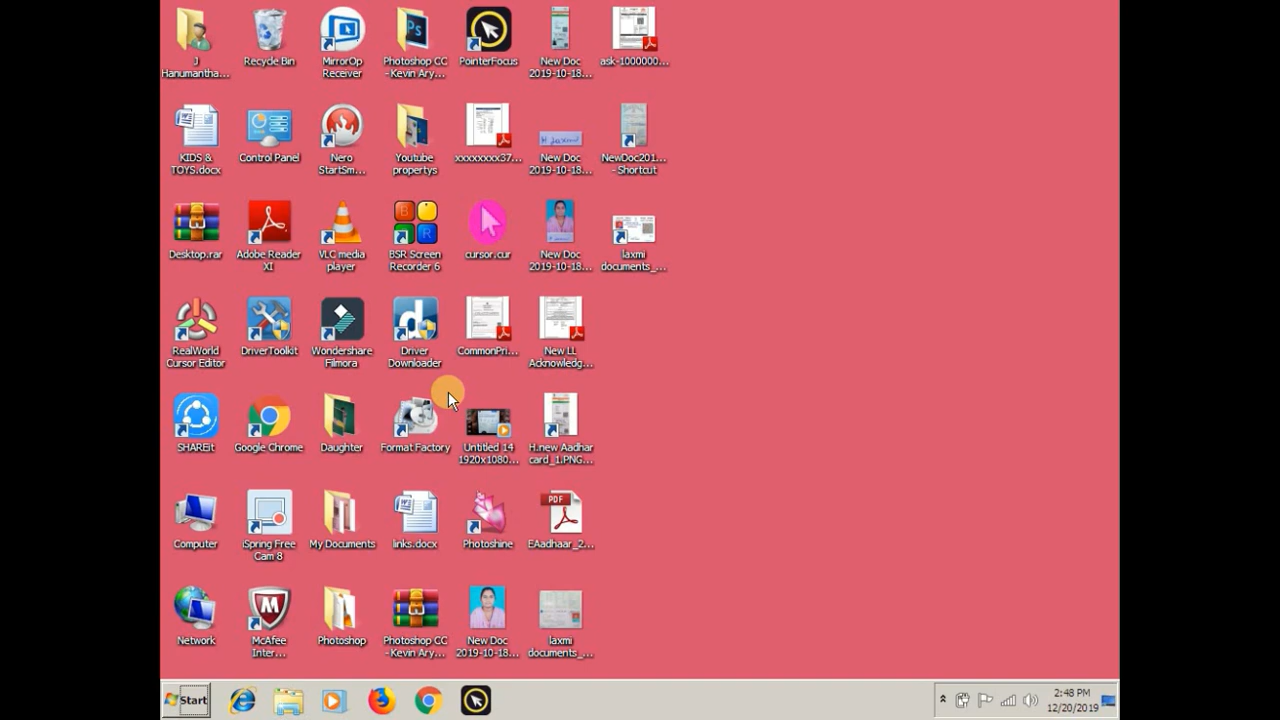 J
Hanumantha...
Recycle Bin
MirrorOp
Receiver
Photoshop CC
-Kevin Ary...
PointerFocus
New Doc
2019-10-18...
ask-1000000...
KIDS &
TOYS.docx
Control Panel
Nero
StartSm...
Youtube
propertys
xxxxxxxx37...
New Doc
2019-10-18...
NewDoc201...
- Shortcut
Desktop.rar
Adobe Reader
XI
VLC media
player
BSR Screen
Recorder 6
cursor.cur
New Doc
2019-10-18...
laxmi
documents_...
RealWorld
Cursor Editor
DriverToolkit
Wondershare
Filmora
Driver
Downloader
CommonPri...
New LL
Acknowledg...
SHAREit
Google Chrome
Daughter
Format Factory
Untitled 14
1920x1080...
H.new Aadhar
card_1.PNG...
Computer
iSpring Free
Cam 8
My Documents
links.docx
Photoshine
PDF
EAadhaar_2...
Network
McAfee
Inter...
Photoshop
Photoshop CC
-Kevin Ary...
New Doc
2019-10-18...
laxmi
documents_...
Start
2:48 PM
12/20/2019